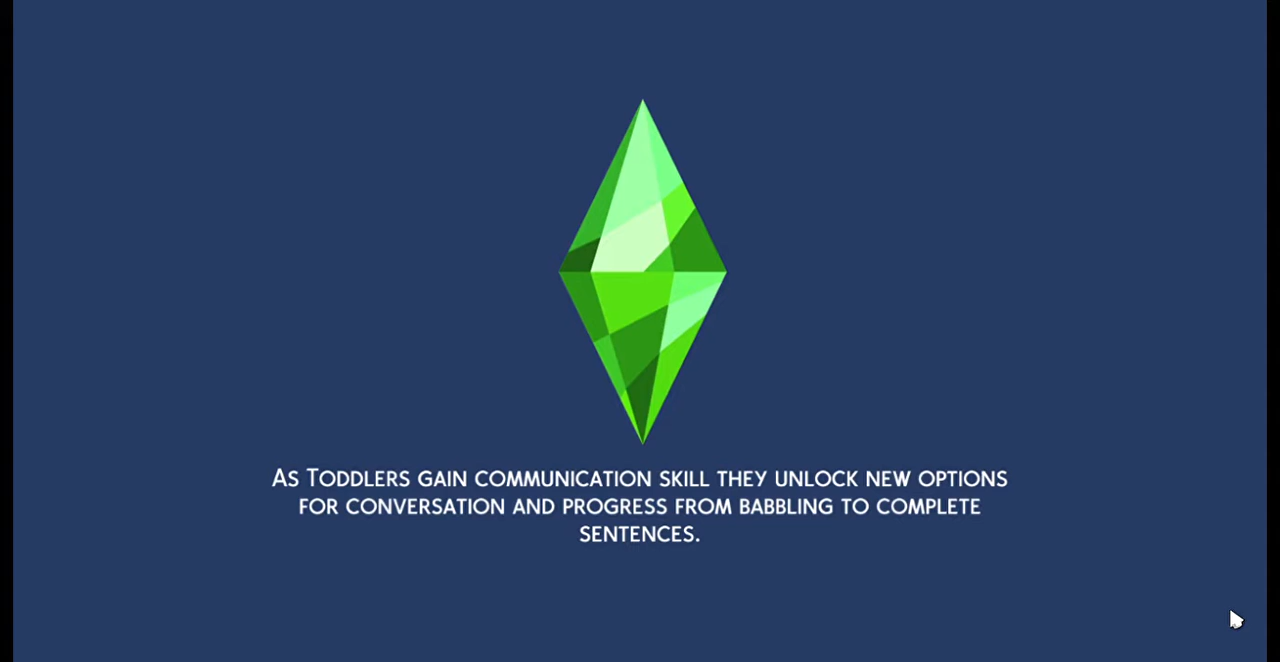 As Toddlers gain communication skill they unlock new options
for conversation and progress from babbling to complete
sentences.